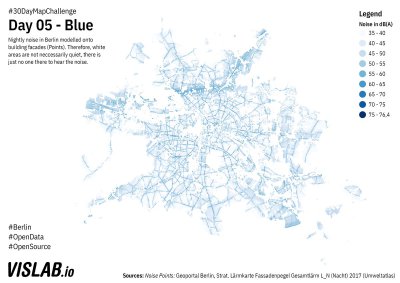 #30DayMapChallenge
Day 05 - Blue
Nightly noise in Berlin modelled onto
building facades (Points). Therefore, white
areas are not neccessarily quiet, there is
just no one there to hear the noise.
Legend
Noise in dB(A)
35 - 40
40 - 45
45 - 50
50 - 55
55 - 60
60 - 65
65 - 70
70 - 75
75 - 76,4
#Berlin
#OpenData
#OpenSource
VISLAB.io
Sources: Noise Points: Geoportal Berlin, Strat. Lärmkarte Fassadenpegel Gesamtlärm L_N (Nacht) 2017 (Umweltatlas)